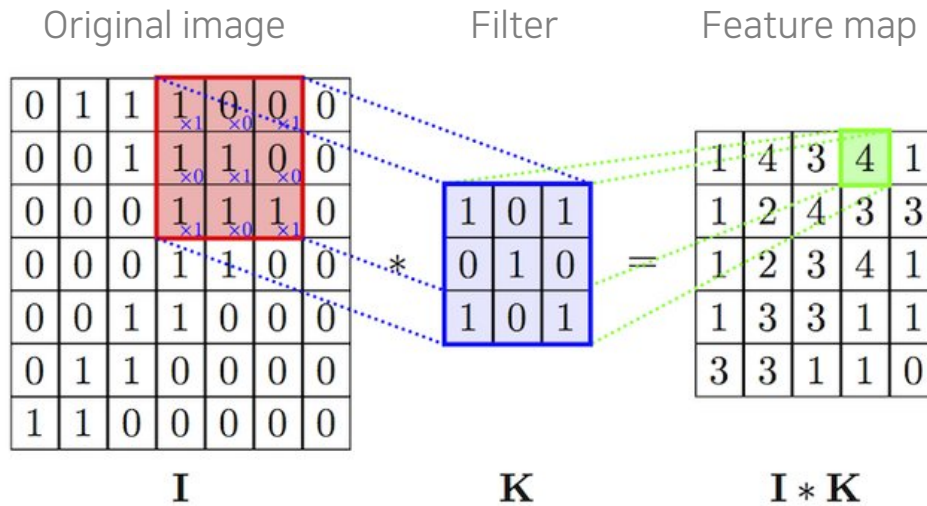 Original image Filter Feature map
0 1 1 1×1 0×0 0×1 0
0 0 1 1×0 1×1 0×0 0
0 0 0 1×1 1×0 1×1 0
0 0 0 1 1 0 0
0 0 1 1 0 0 0
0 1 1 0 0 0 0
1 1 0 0 0 0 0
I
*
1 0 1
0 1 0
1 0 1
K
=
1 4 3 4 1
1 2 4 3 3
1 2 3 4 1
1 3 3 1 1
3 3 1 1 0
I * K